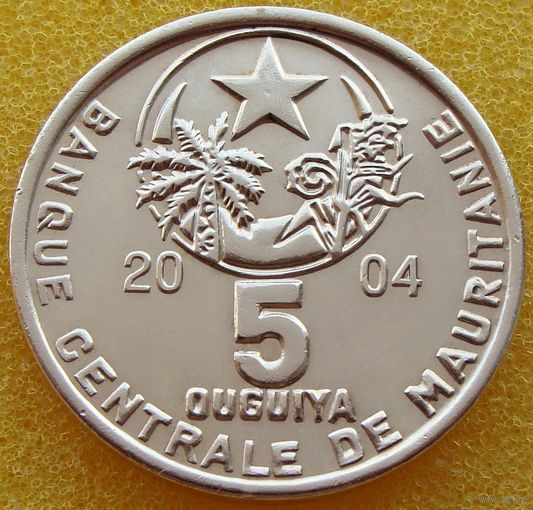 BANQUE CENTRALE DE MAURITANIE
20 04
5
OUGUIYA